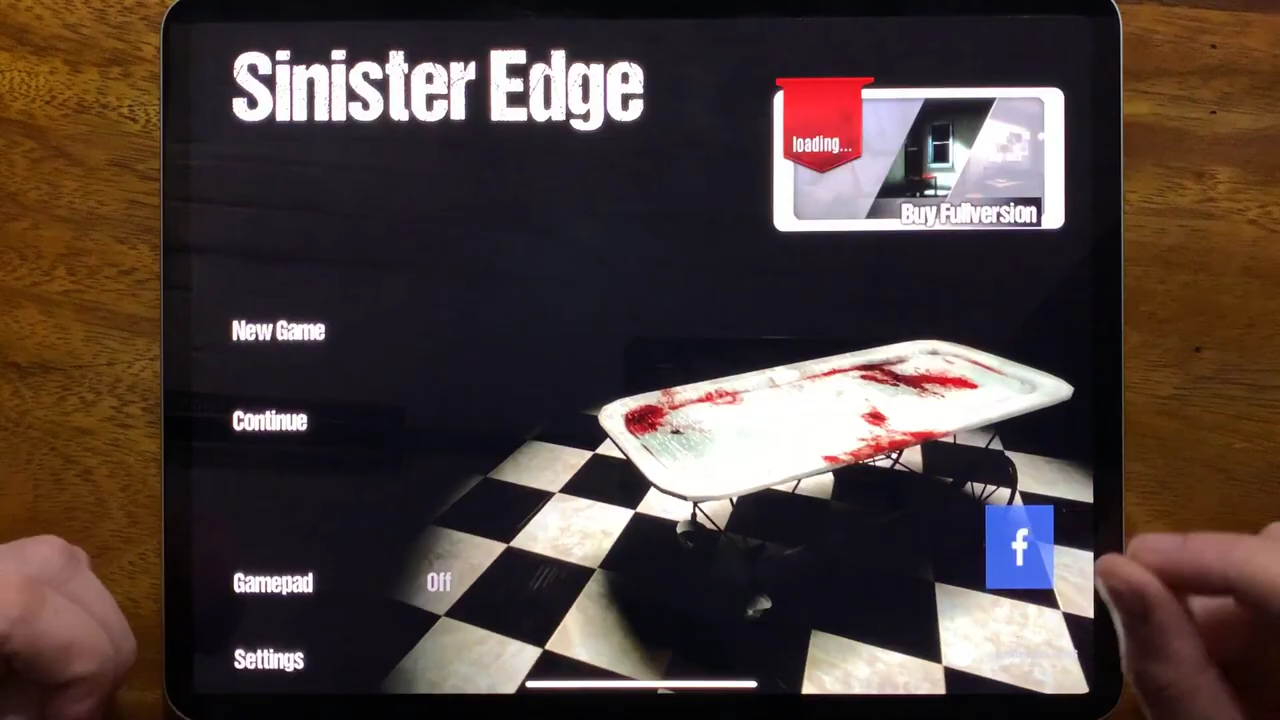 Sinister Edge
loading...
Buy Fullversion
New Game
Continue
Gamepad
Off
f
Settings